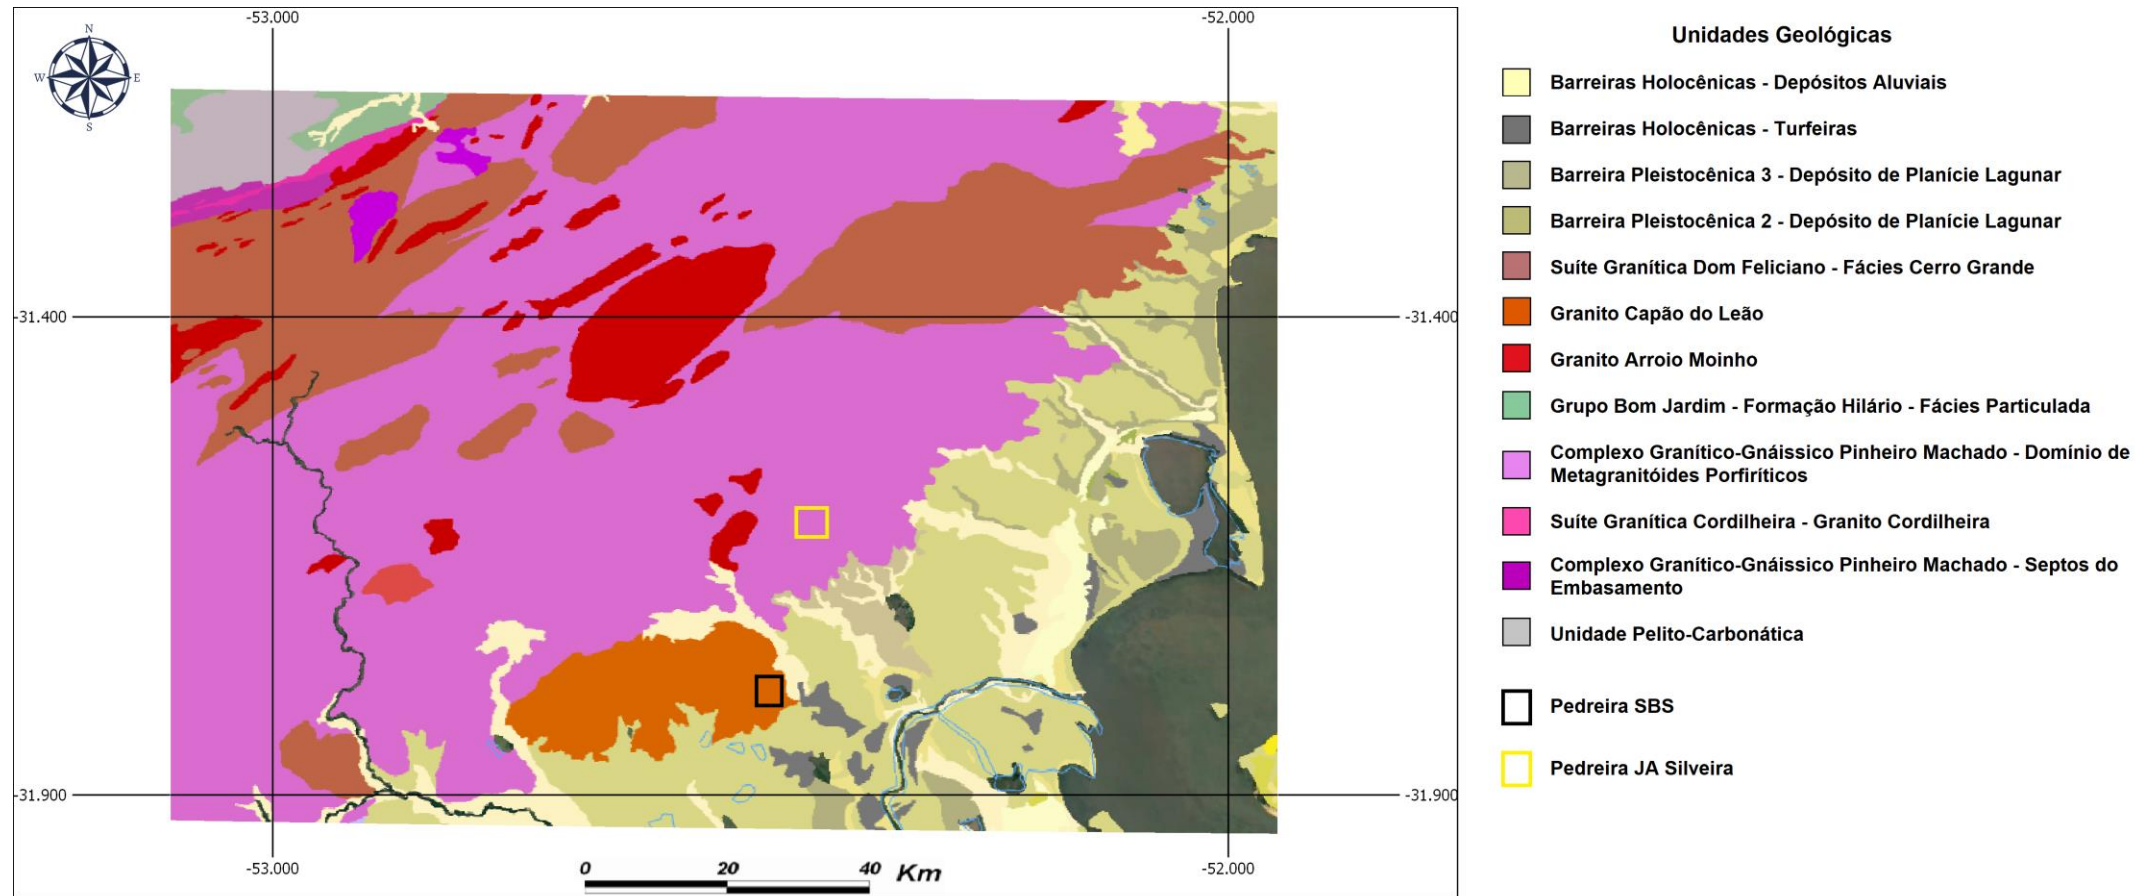 -53.000
-52.000
N
W
E
S
-31.400
-31.400
-31.900
-31.900
-53.000
-52.000
0
20
40
Km
Unidades Geológicas
Barreiras Holocênicas - Depósitos Aluviais
Barreiras Holocênicas - Turfeiras
Barreira Pleistocênica 3 - Depósito de Planície Lagunar
Barreira Pleistocênica 2 - Depósito de Planície Lagunar
Suíte Granítica Dom Feliciano - Fácies Cerro Grande
Granito Capão do Leão
Granito Arroio Moinho
Grupo Bom Jardim - Formação Hilário - Fácies Particulada
Complexo Granítico-Gnáissico Pinheiro Machado - Domínio de
Metagranitóides Porfiríticos
Suíte Granítica Cordilheira - Granito Cordilheira
Complexo Granítico-Gnáissico Pinheiro Machado - Septos do
Embasamento
Unidade Pelito-Carbonática
Pedreira SBS
Pedreira JA Silveira